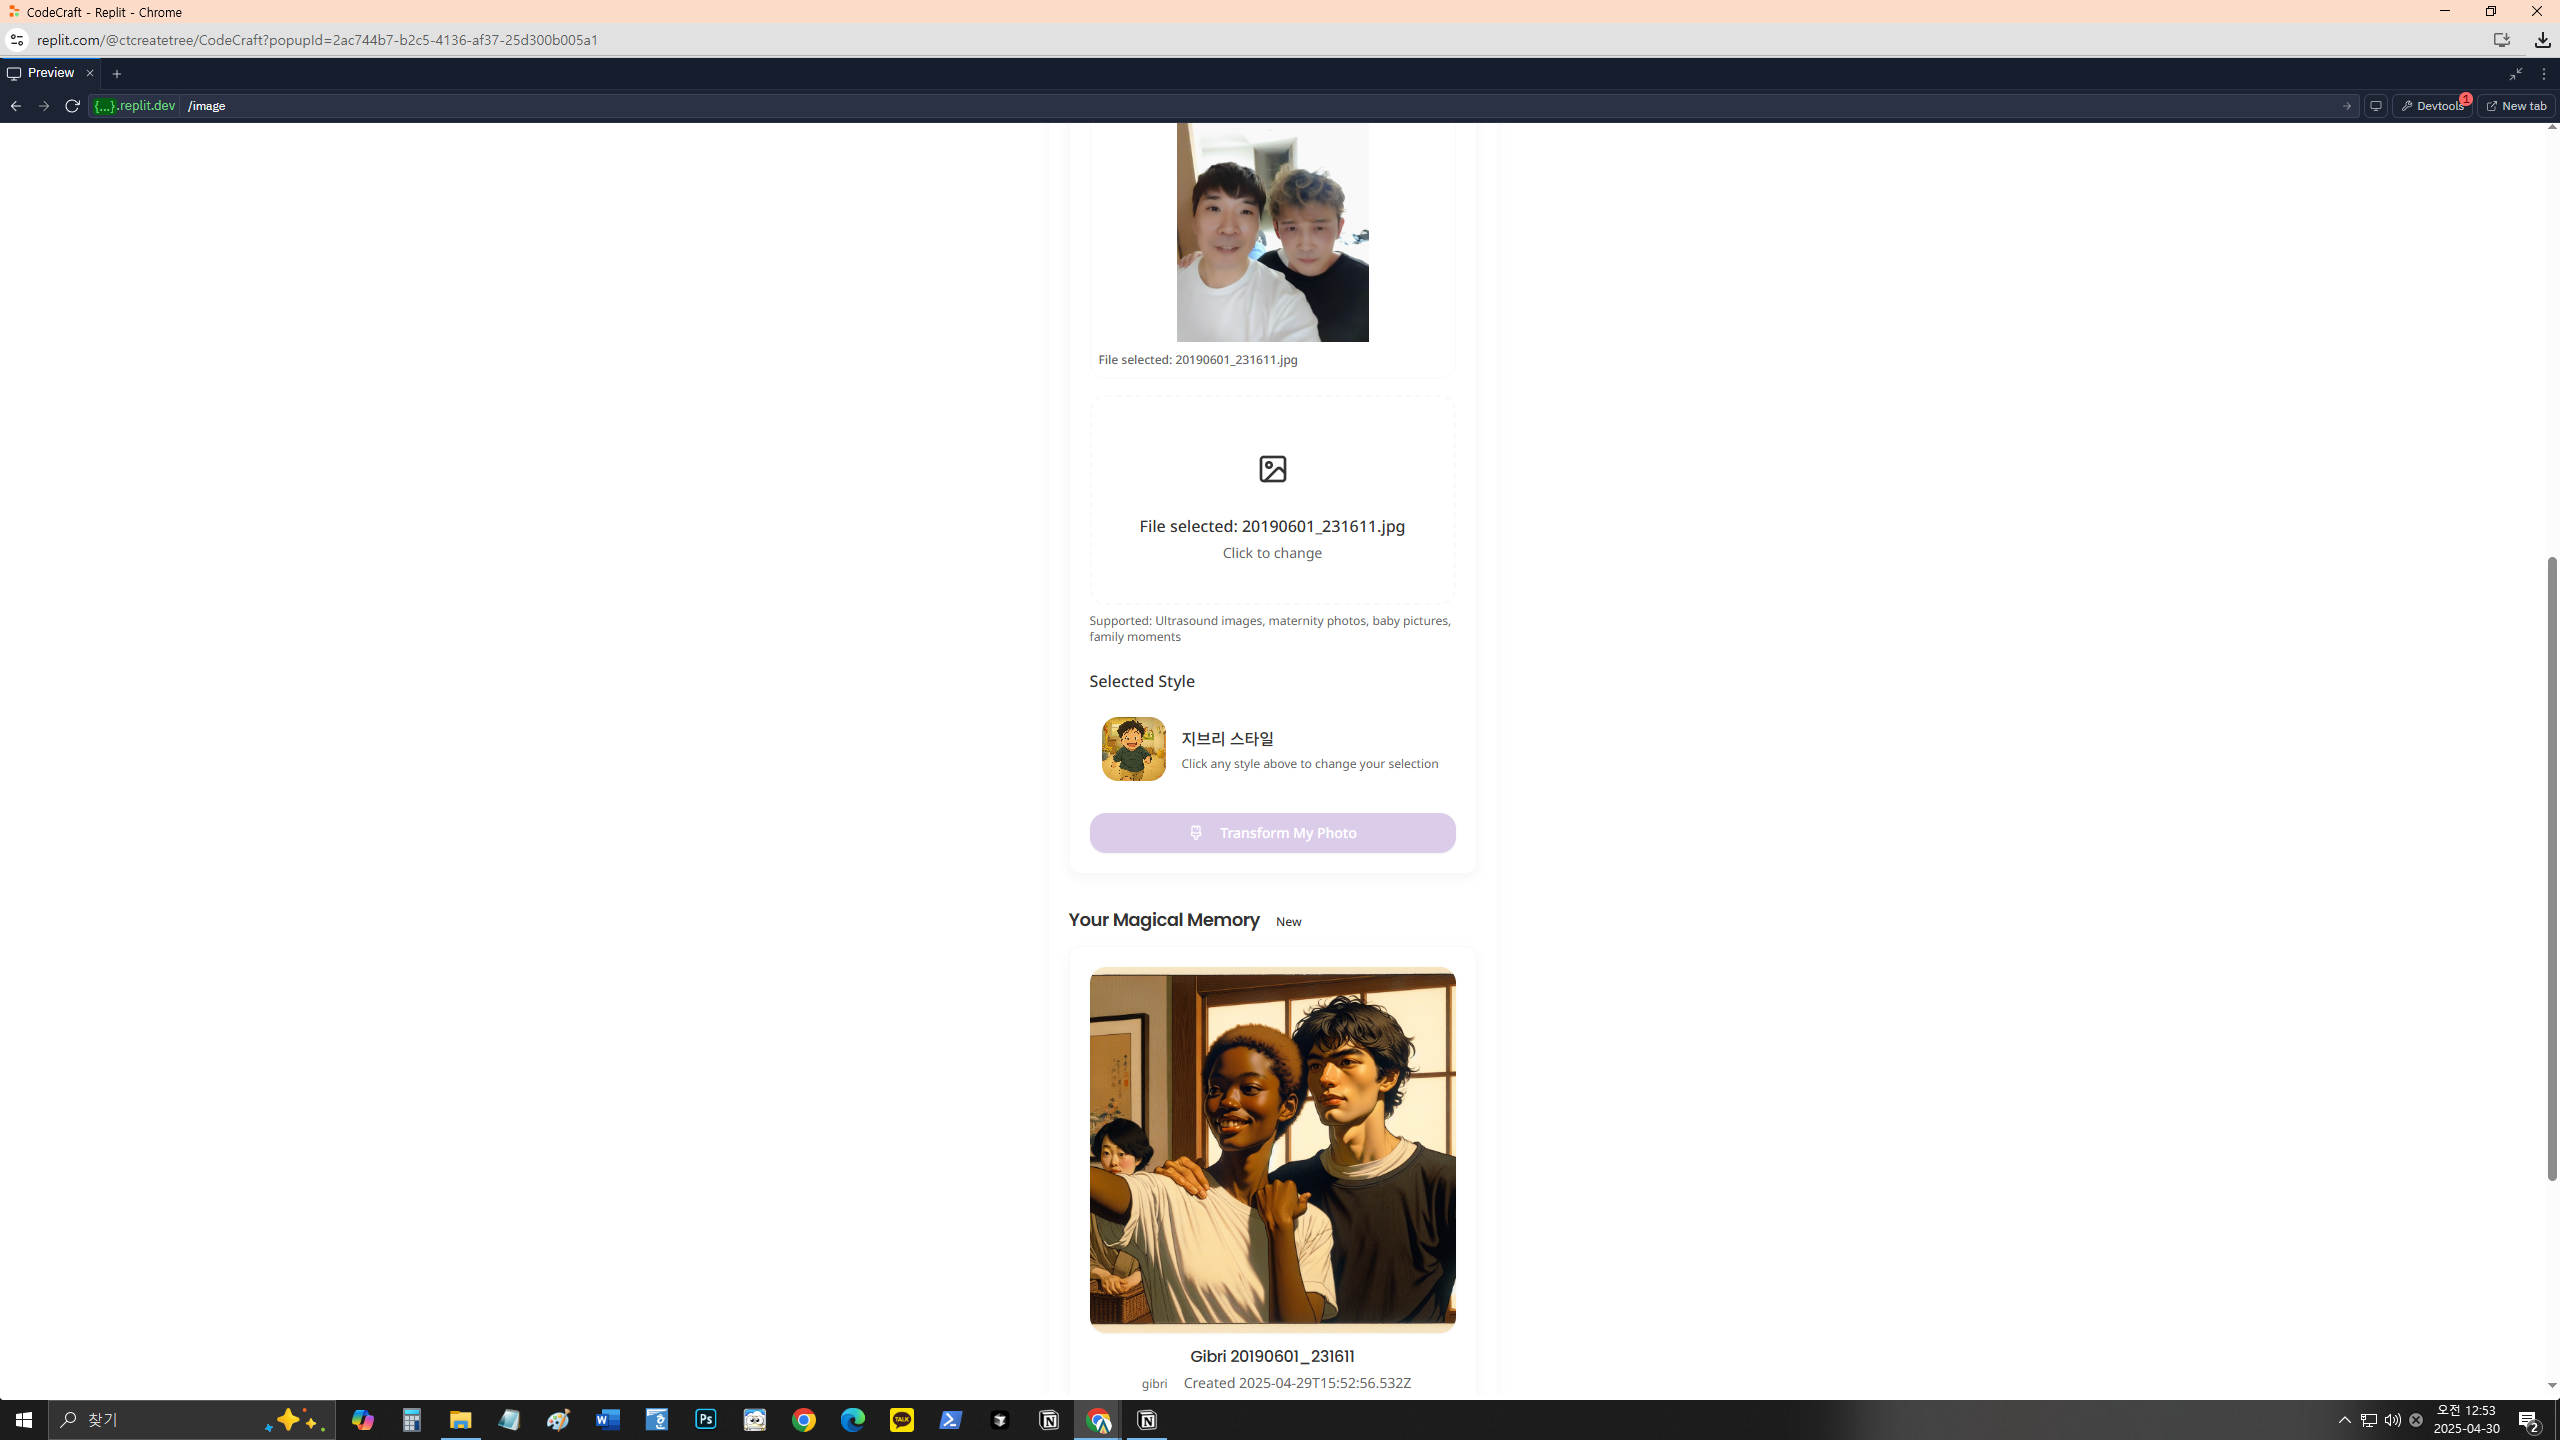 CodeCraft - Replit - Chrome
replit.com/@ctcreatetree/CodeCraft?popupId=2ac744b7-b2c5-4136-af37-25d300b005a1
Preview
{...}.replit.dev /image
Devtools 1
New tab
File selected: 20190601_231611.jpg
File selected: 20190601_231611.jpg
Click to change
Supported: Ultrasound images, maternity photos, baby pictures,
family moments
Selected Style
지브리 스타일
Click any style above to change your selection
Transform My Photo
Your Magical Memory New
Gibri 20190601_231611
gibri Created 2025-04-29T15:52:56.532Z
찾기
Ps
TALK
오전 12:53
2025-04-30
2